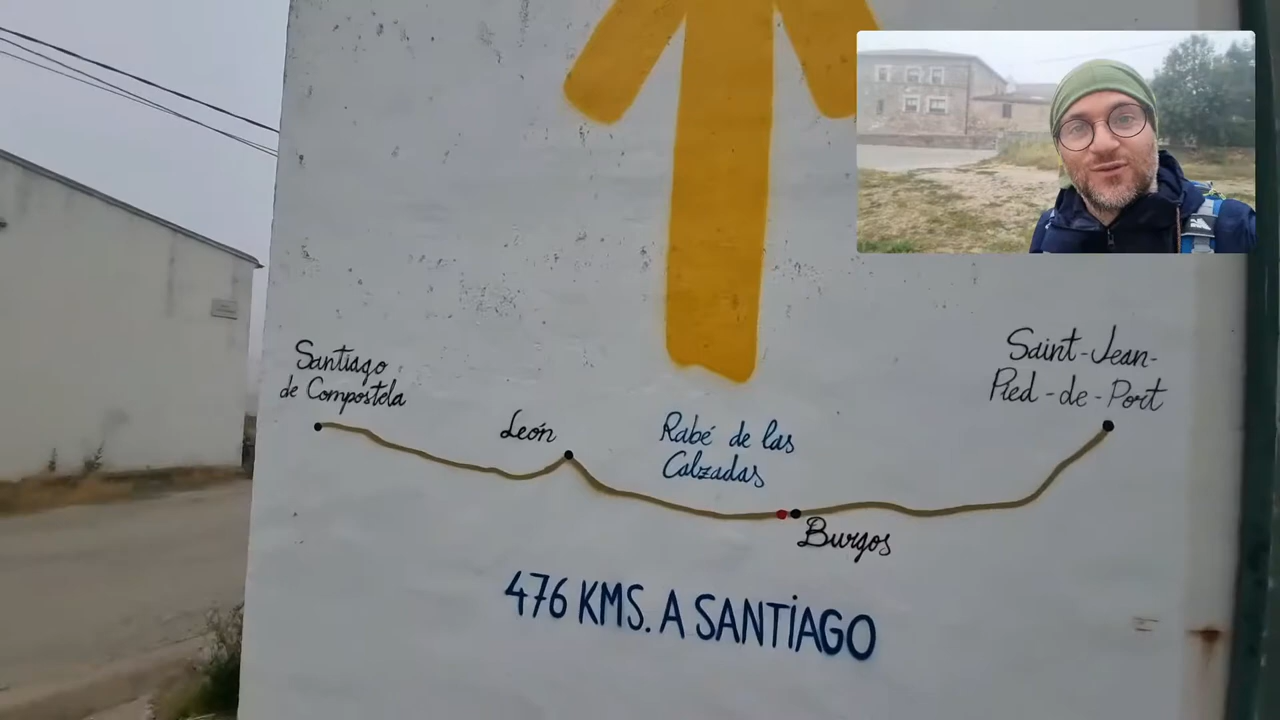 Santiago
de Compostela
León
Rabé de las
Calzadas
Saint-Jean-
Pied-de-Port
Burgos
476 KMS. A SANTIAGO